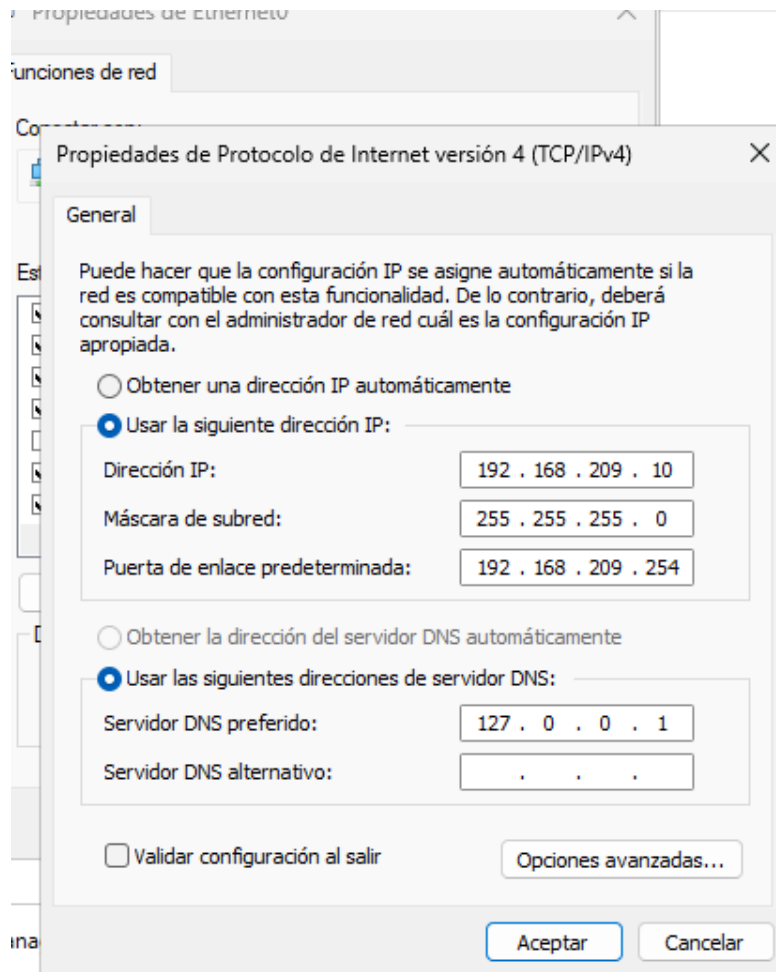 Propiedades de Ethernet0
Funciones de red
Propiedades de Protocolo de Internet versión 4 (TCP/IPv4)
General
Puede hacer que la configuración IP se asigne automáticamente si la
red es compatible con esta funcionalidad. De lo contrario, deberá
consultar con el administrador de red cuál es la configuración IP
apropiada.
Obtener una dirección IP automáticamente
Usar la siguiente dirección IP:
Dirección IP: 192 . 168 . 209 . 10
Máscara de subred: 255 . 255 . 255 . 0
Puerta de enlace predeterminada: 192 . 168 . 209 . 254
Obtener la dirección del servidor DNS automáticamente
Usar las siguientes direcciones de servidor DNS:
Servidor DNS preferido: 127 . 0 . 0 . 1
Servidor DNS alternativo: . . .
Validar configuración al salir
Opciones avanzadas...
Aceptar Cancelar